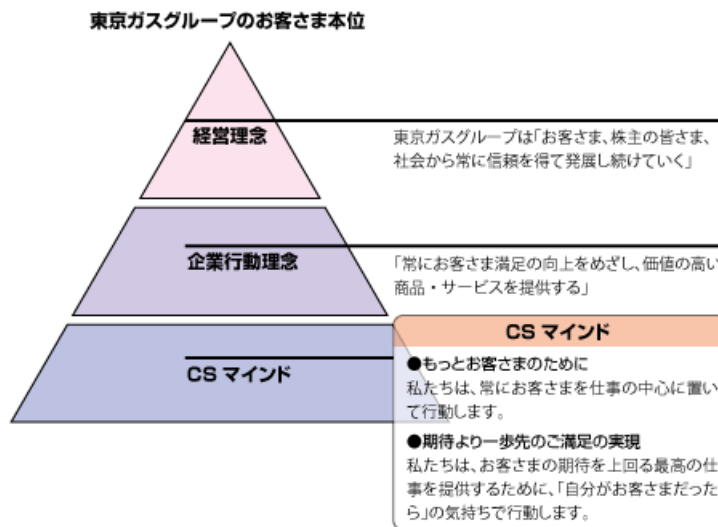 東京ガスグループのお客さま本位
経営理念
東京ガスグループは「お客さま、株主の皆さま、
社会から常に信頼を得て発展し続けていく」
企業行動理念
「常にお客さま満足の向上をめざし、価値の高い
商品・サービスを提供する」
CS マインド
CS マインド
●もっとお客さまのために
私たちは、常にお客さまを仕事の中心に置い
て行動します。
●期待より一歩先のご満足の実現
私たちは、お客さまの期待を上回る最高の仕
事を提供するために、「自分がお客さまだった
ら」の気持ちで行動します。